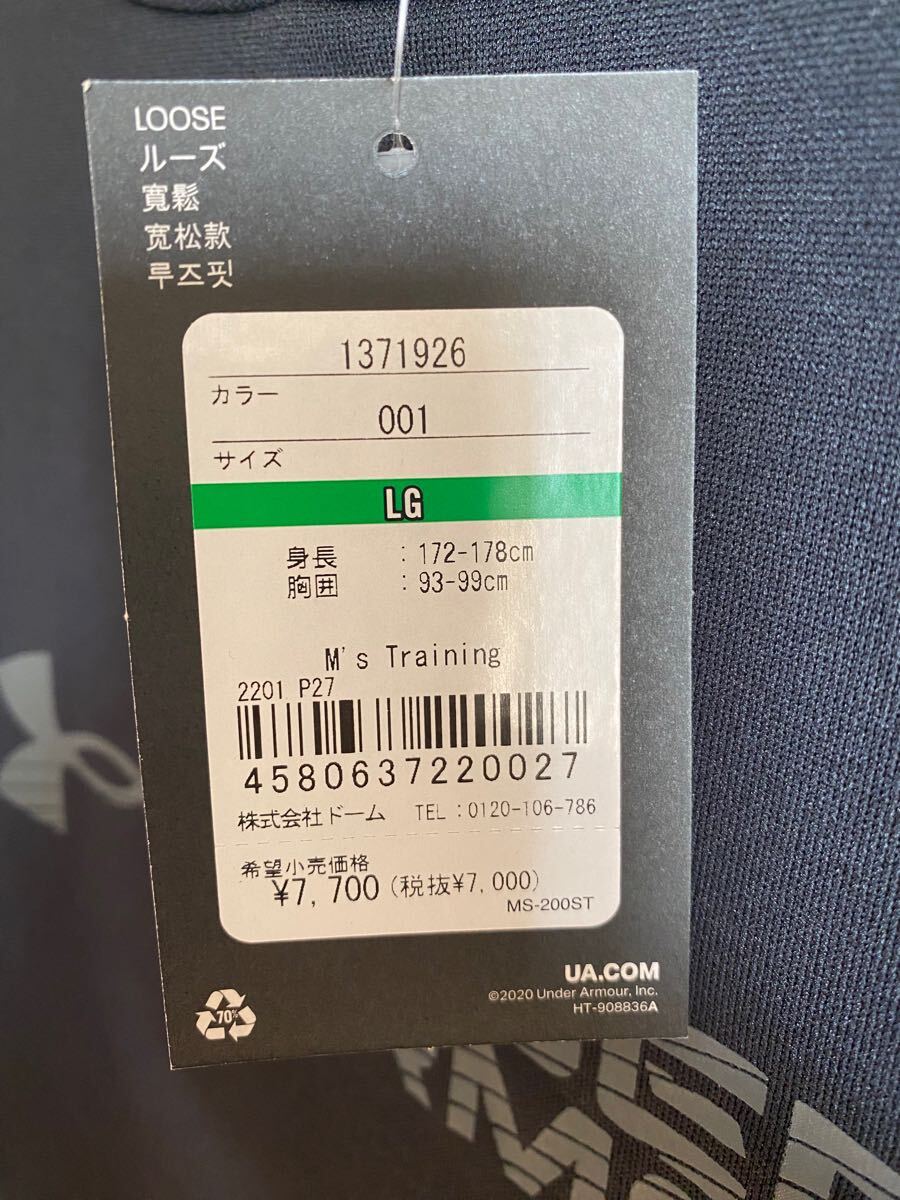 LOOSE
ルーズ
寬鬆
宽松款
루즈핏
1371926
カラー
001
サイズ
LG
身長 : 172-178cm
胸囲 : 93-99cm
M's Training
2201 P27
4580637220027
株式会社ドーム TEL:0120-106-786
希望小売価格
¥7,700(税抜¥7,000)
MS-200ST
UA.COM
©2020 Under Armour, Inc.
HT-908836A
70%